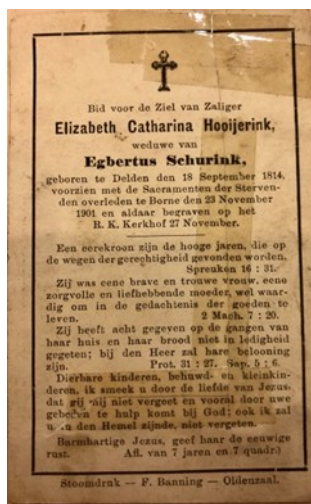 Bid voor de Ziel van Zaliger
Elizabeth Catharina Hooijerink,
weduwe van
Egbertus Schurink,
geboren te Delden den 18 September 1814,
voorzien met de Sacramenten der Sterven-
den overleden te Borne den 23 November
1901 en aldaar begraven op het
R. K. Kerkhof 27 November.
Een eerekroon zijn de hooge jaren, die op
de wegen der gerechtigheid gevonden worden.
Spreuken 16 : 31.
Zij was eene brave en trouwe vrouw, eene
zorgvolle en liefhebbende moeder, wel waar-
dig om in de gedachtenis der goeden te
leven. 2 Mach. 7 : 20.
Zij heeft acht gegeven op de gangen van
haar huis en haar brood niet in ledigheid
gegeten; bij den Heer zal hare belooning
zijn. Prot. 31 : 27. Sap. 5 : 6.
Dierbare kinderen, behuwd- en kleinkin-
deren, ik smeek u door de liefde van Jezus,
dat gij mij niet vergeet en vooral door uwe
gebeden te hulp komt bij God; ook ik zal
u in den Hemel zijnde, niet vergeten.
Barmhartige Jezus, geef haar de eeuwige
rust. Afl. van 7 jaren en 7 quadr.)
Stoomdruk — F. Banning — Oldenzaal.